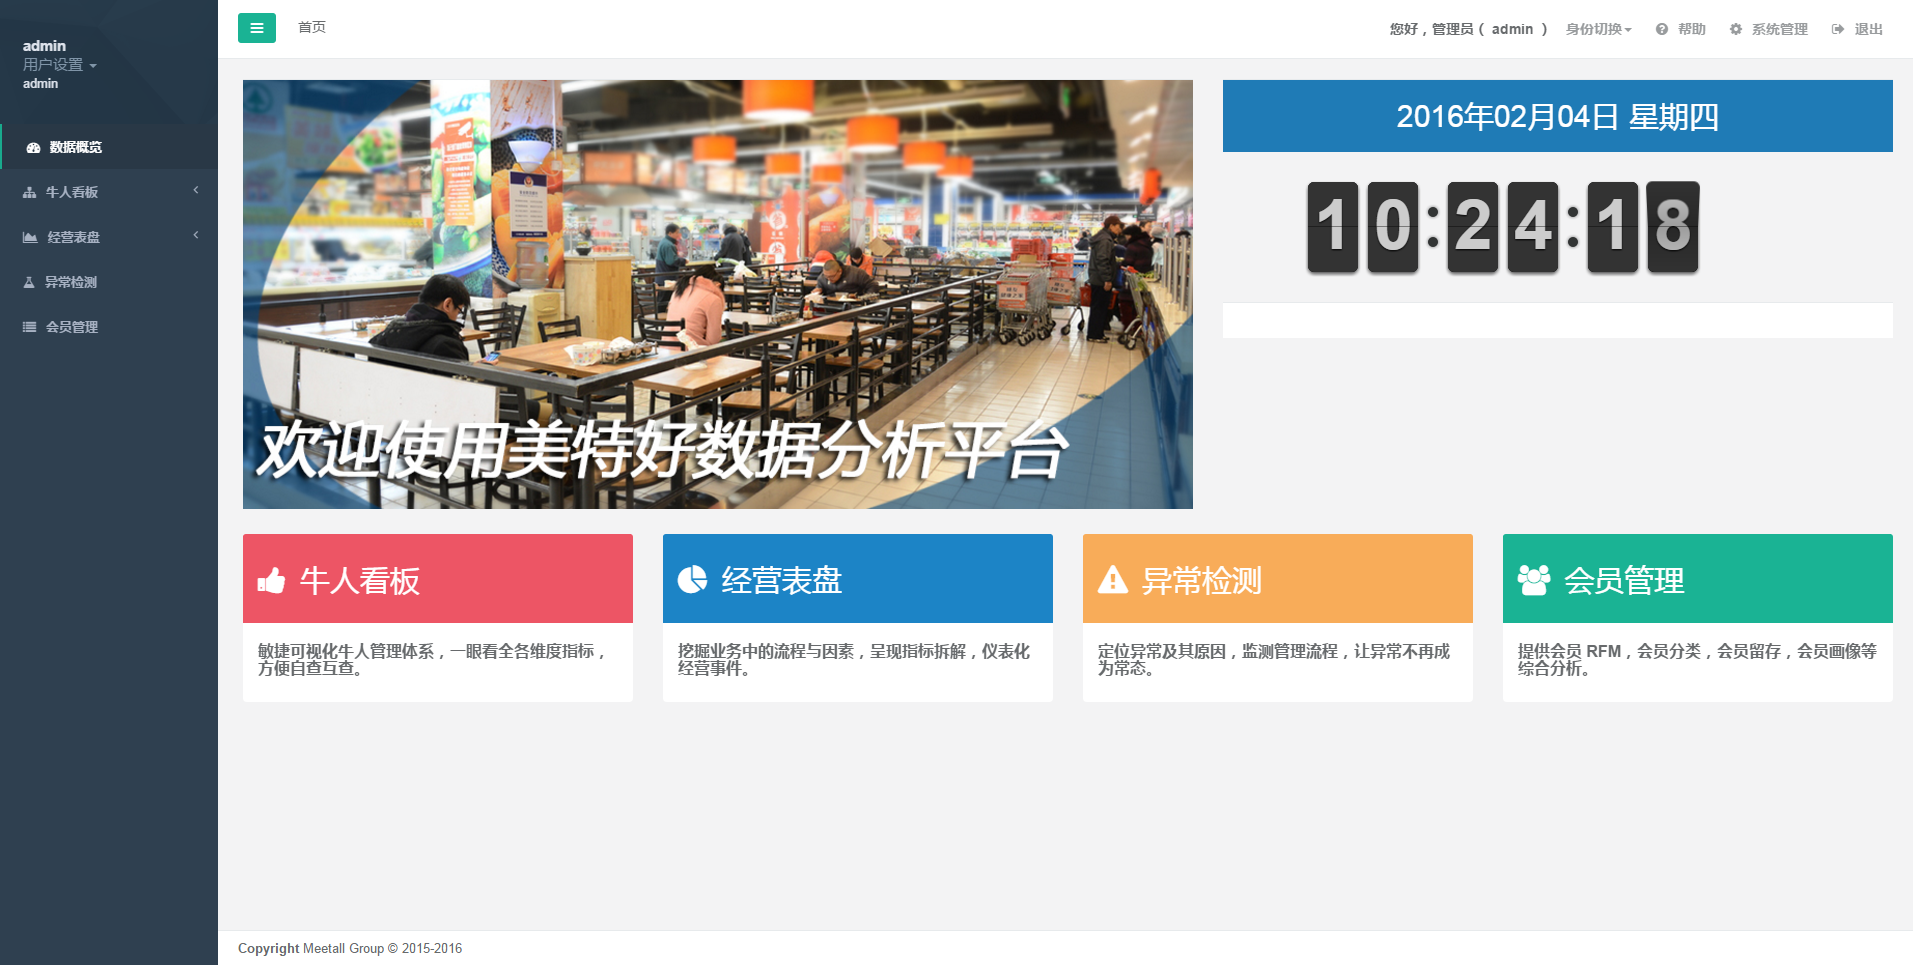 admin
用户设置
admin
数据概览
牛人看板
经营表盘
异常检测
会员管理
首页
您好，管理员（ admin ） 身份切换 帮助 系统管理 退出
欢迎使用美特好数据分析平台
2016年02月04日 星期四
10:24:18
牛人看板
敏捷可视化牛人管理体系，一眼看全各维度指标，
方便自查互查。
经营表盘
挖掘业务中的流程与因素，呈现指标拆解，仪表化
经营事件。
异常检测
定位异常及其原因，监测管理流程，让异常不再成
为常态。
会员管理
提供会员 RFM，会员分类，会员留存，会员画像等
综合分析。
Copyright Meetall Group © 2015-2016